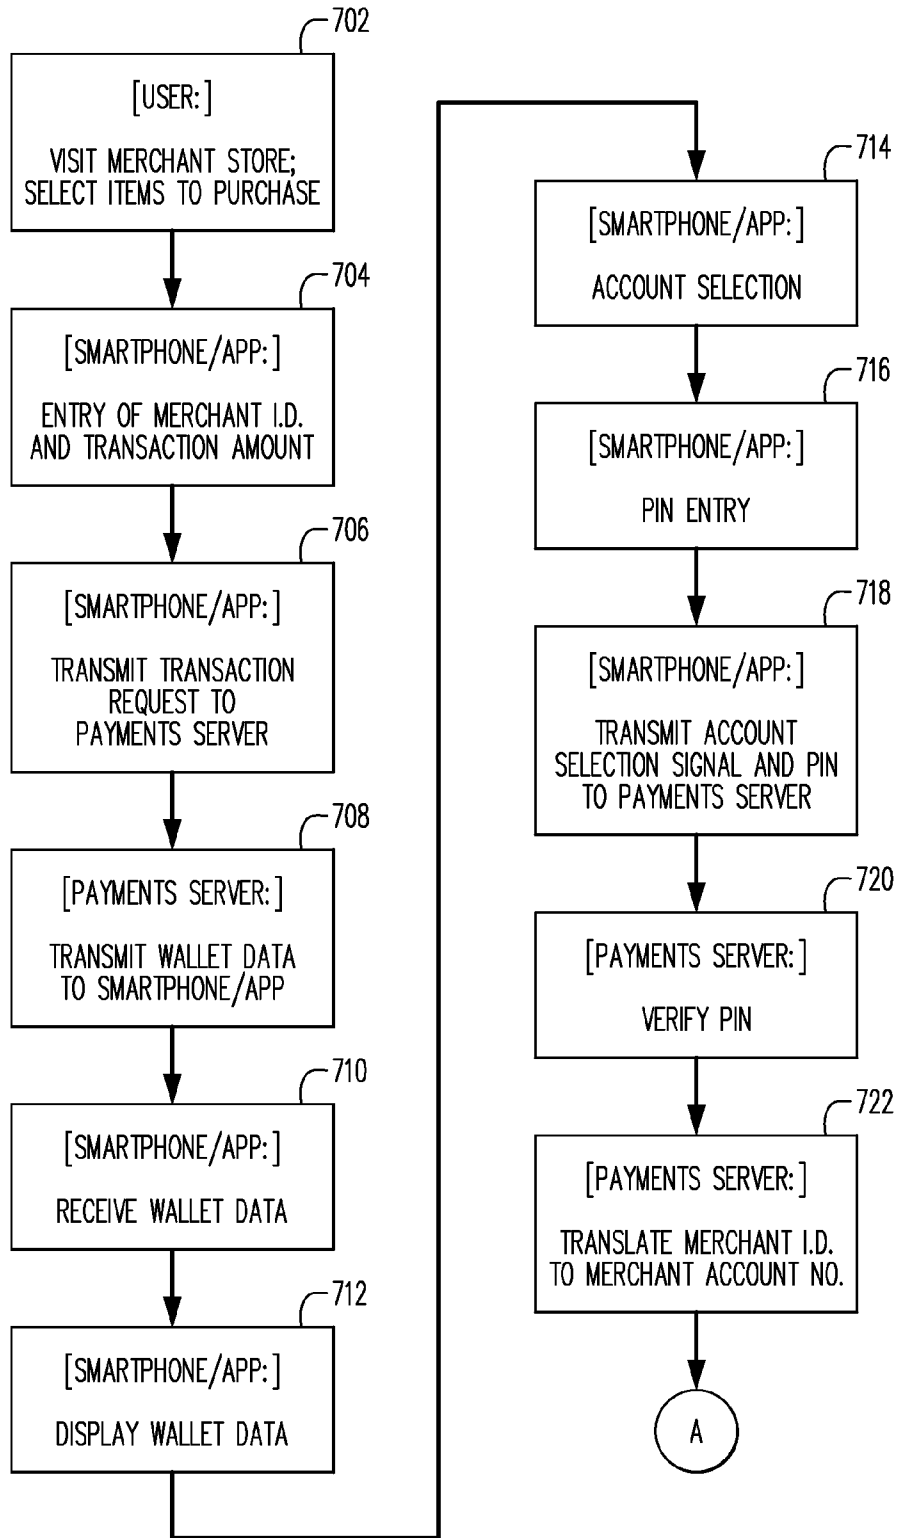 702
[USER:]
VISIT MERCHANT STORE;
SELECT ITEMS TO PURCHASE
704
[SMARTPHONE/APP:]
ENTRY OF MERCHANT I.D.
AND TRANSACTION AMOUNT
706
[SMARTPHONE/APP:]
TRANSMIT TRANSACTION
REQUEST TO
PAYMENTS SERVER
708
[PAYMENTS SERVER:]
TRANSMIT WALLET DATA
TO SMARTPHONE/APP
710
[SMARTPHONE/APP:]
RECEIVE WALLET DATA
712
[SMARTPHONE/APP:]
DISPLAY WALLET DATA
714
[SMARTPHONE/APP:]
ACCOUNT SELECTION
716
[SMARTPHONE/APP:]
PIN ENTRY
718
[SMARTPHONE/APP:]
TRANSMIT ACCOUNT
SELECTION SIGNAL AND PIN
TO PAYMENTS SERVER
720
[PAYMENTS SERVER:]
VERIFY PIN
722
[PAYMENTS SERVER:]
TRANSLATE MERCHANT I.D.
TO MERCHANT ACCOUNT NO.
A